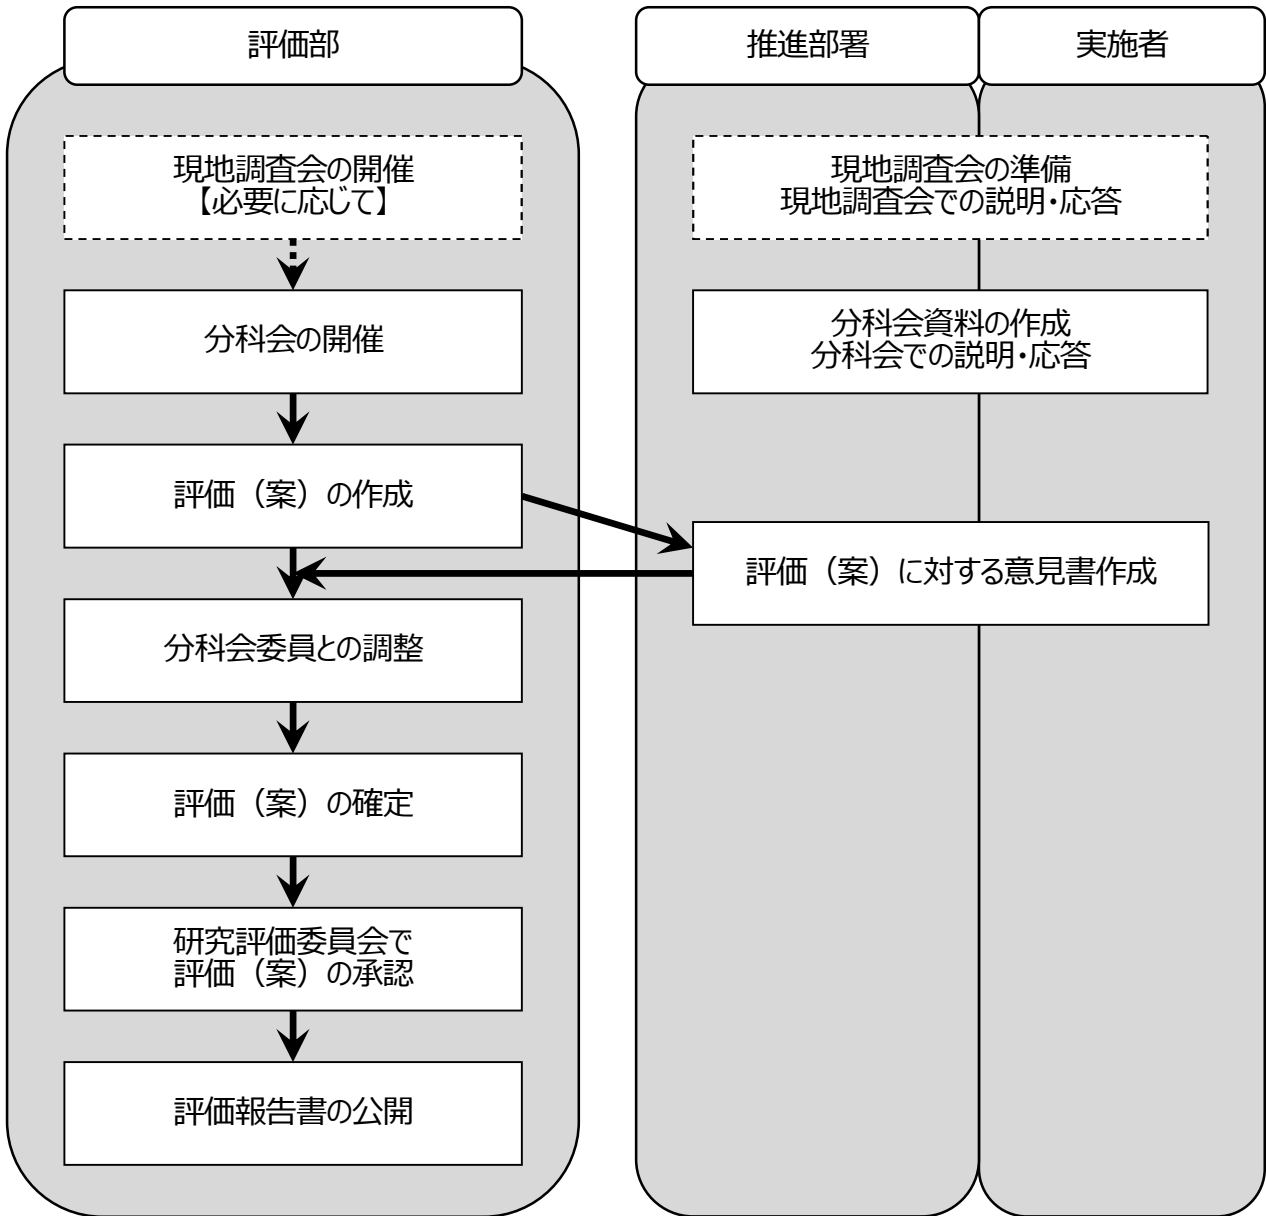 評価部
推進部署
実施者
現地調査会の開催
【必要に応じて】
現地調査会の準備
現地調査会での説明・応答
分科会の開催
分科会資料の作成
分科会での説明・応答
評価（案）の作成
評価（案）に対する意見書作成
分科会委員との調整
評価（案）の確定
研究評価委員会で
評価（案）の承認
評価報告書の公開